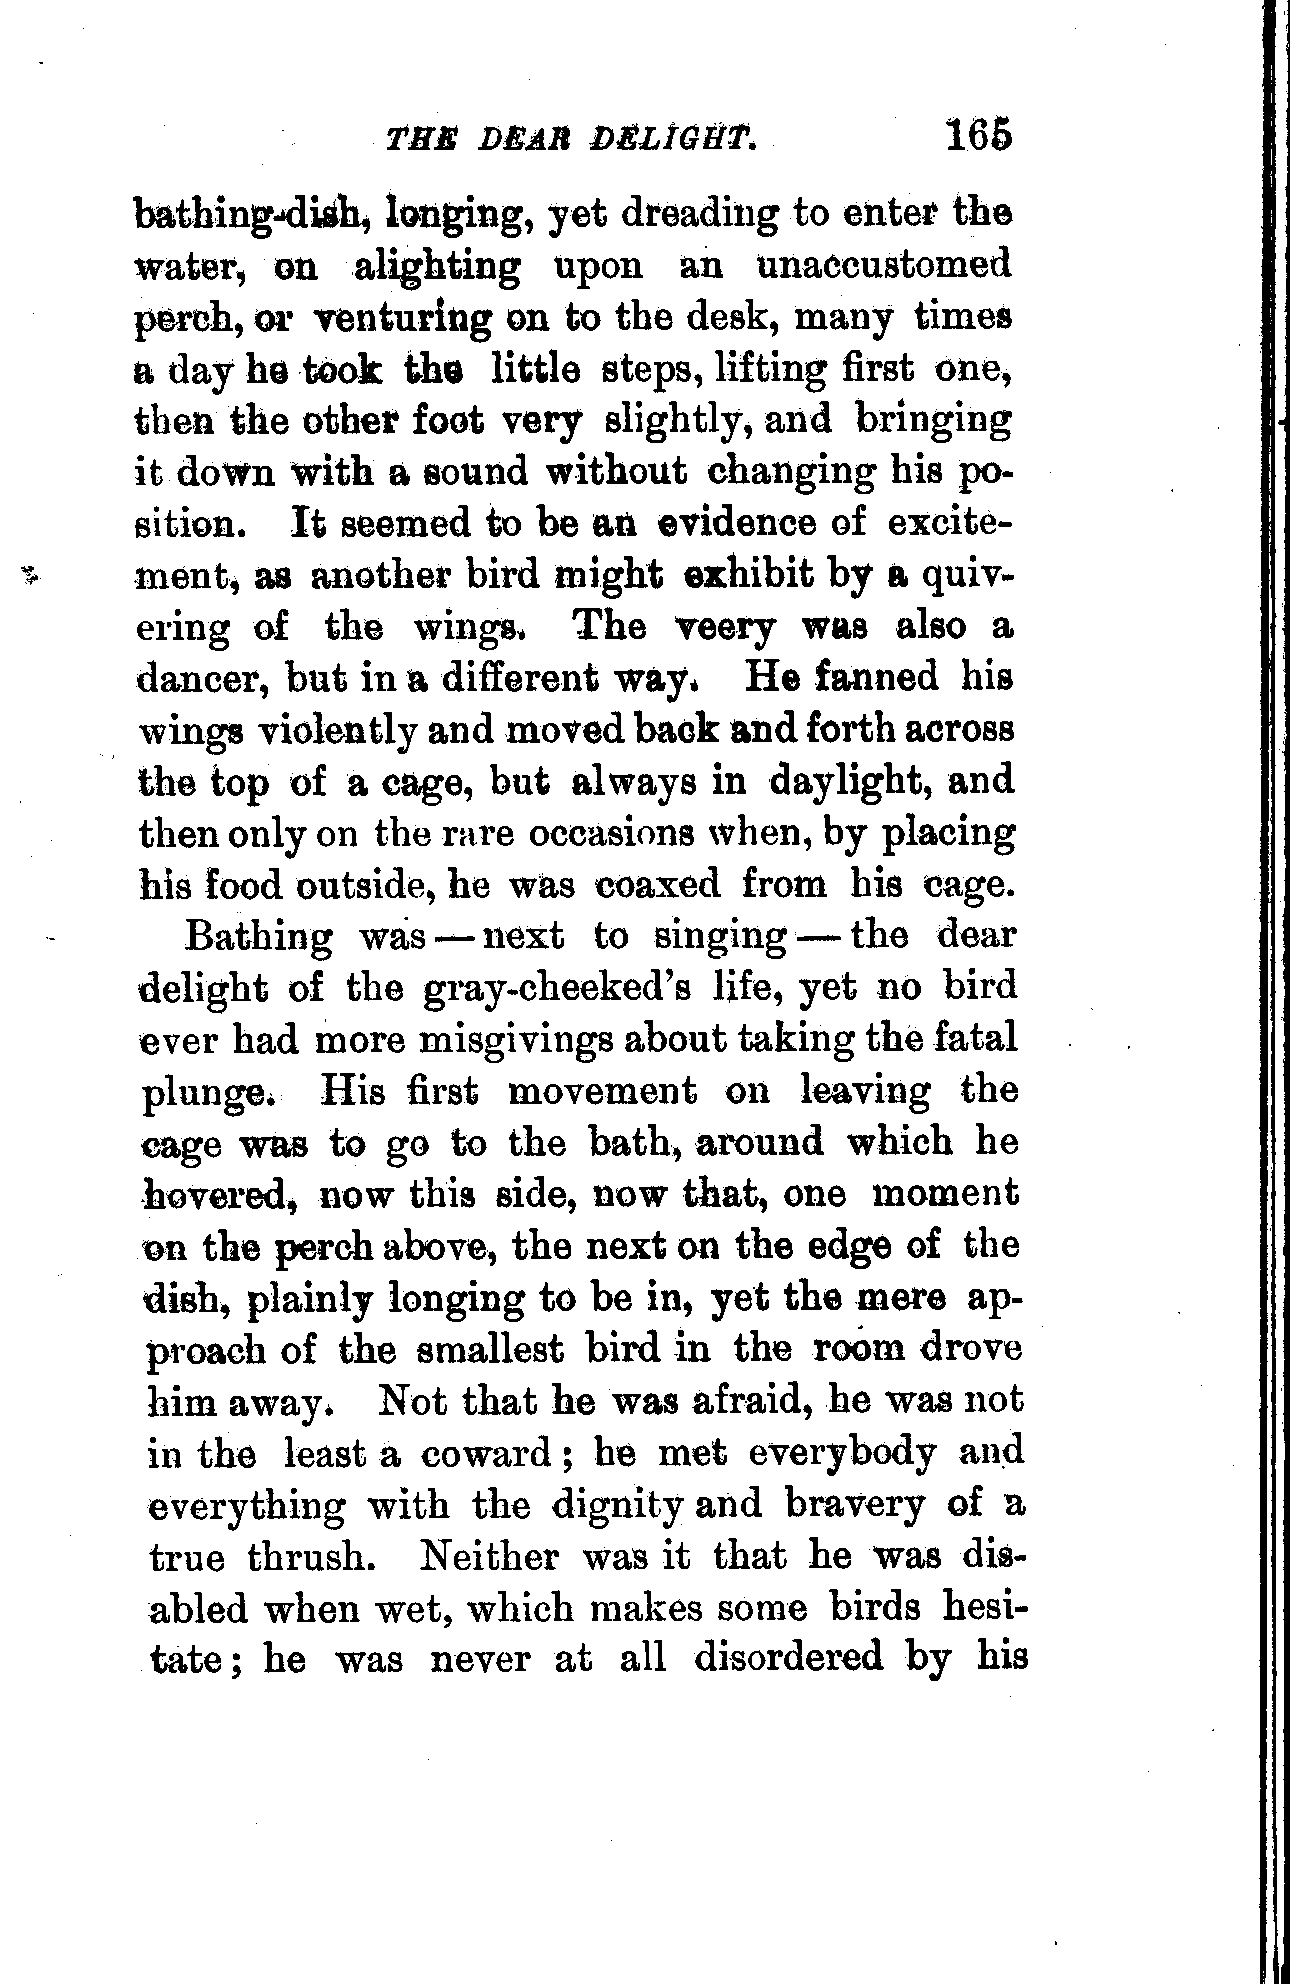 THE DEAR DELIGHT. 165
bathing-dish, longing, yet dreading to enter the
water, on alighting upon an unaccustomed
perch, or venturing on to the desk, many times
a day he took the little steps, lifting first one,
then the other foot very slightly, and bringing
it down with a sound without changing his po-
sition. It seemed to be an evidence of excite-
ment, as another bird might exhibit by a quiv-
ering of the wings. The veery was also a
dancer, but in a different way. He fanned his
wings violently and moved back and forth across
the top of a cage, but always in daylight, and
then only on the rare occasions when, by placing
his food outside, he was coaxed from his cage.
Bathing was — next to singing — the dear
delight of the gray-cheeked's life, yet no bird
ever had more misgivings about taking the fatal
plunge. His first movement on leaving the
cage was to go to the bath, around which he
hovered, now this side, now that, one moment
on the perch above, the next on the edge of the
dish, plainly longing to be in, yet the mere ap-
proach of the smallest bird in the room drove
him away. Not that he was afraid, he was not
in the least a coward; he met everybody and
everything with the dignity and bravery of a
true thrush. Neither was it that he was dis-
abled when wet, which makes some birds hesi-
tate; he was never at all disordered by his